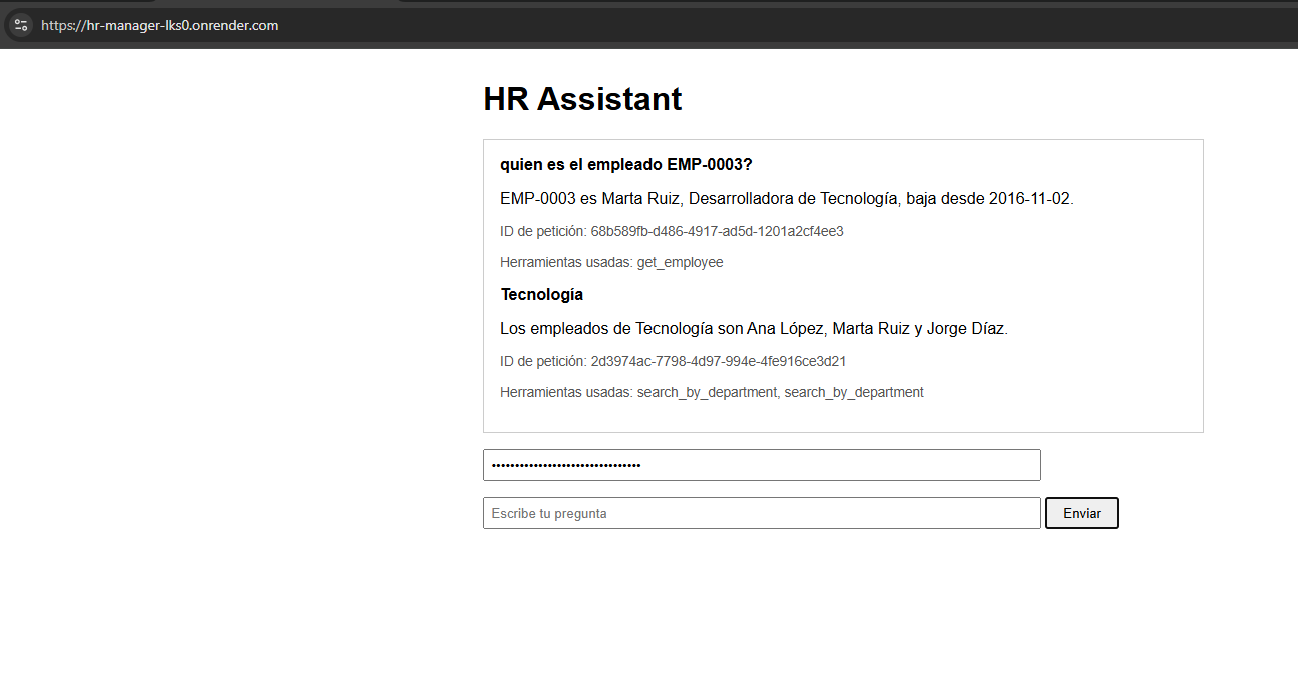 https://hr-manager-lks0.onrender.com
HR Assistant
quien es el empleado EMP-0003?
EMP-0003 es Marta Ruiz, Desarrolladora de Tecnología, baja desde 2016-11-02.
ID de petición: 68b589fb-d486-4917-ad5d-1201a2cf4ee3
Herramientas usadas: get_employee
Tecnología
Los empleados de Tecnología son Ana López, Marta Ruiz y Jorge Díaz.
ID de petición: 2d3974ac-7798-4d97-994e-4fe916ce3d21
Herramientas usadas: search_by_department, search_by_department
Escribe tu pregunta
Enviar